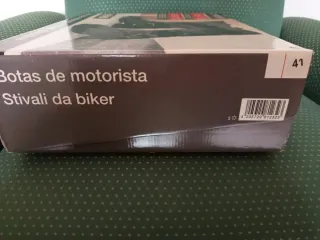 Botas de motorista
Stivali da biker
41